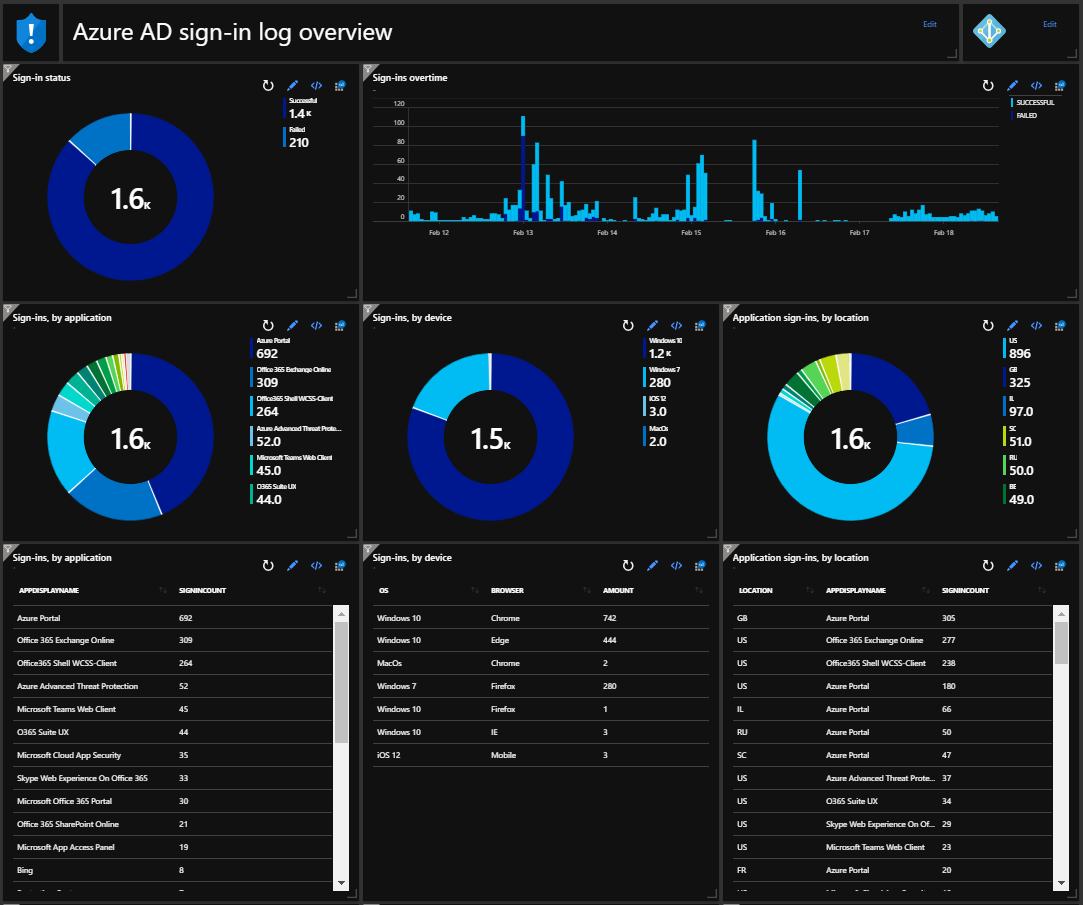 Azure AD sign-in log overview
Edit
Edit
Sign-in status
Successful
1.4 K
Failed
210
1.6K
Sign-ins overtime
SUCCESSFUL
FAILED
120
100
80
60
40
20
0
Feb 12
Feb 13
Feb 14
Feb 15
Feb 16
Feb 17
Feb 18
Sign-ins, by application
Azure Portal
692
Office 365 Exchange Online
309
Office365 Shell WCSS-Client
264
Azure Advanced Threat Prote...
52.0
Microsoft Teams Web Client
45.0
O365 Suite UX
44.0
1.6K
Sign-ins, by device
Windows 10
1.2 K
Windows 7
280
iOS 12
3.0
MacOs
2.0
1.5K
Application sign-ins, by location
US
896
GB
325
IL
97.0
SC
51.0
RU
50.0
BE
49.0
1.6K
Sign-ins, by application
APPDISPLAYNAME SIGNINCOUNT
Azure Portal 692
Office 365 Exchange Online 309
Office365 Shell WCSS-Client 264
Azure Advanced Threat Protection 52
Microsoft Teams Web Client 45
O365 Suite UX 44
Microsoft Cloud App Security 35
Skype Web Experience On Office 365 33
Microsoft Office 365 Portal 30
Office 365 SharePoint Online 21
Microsoft App Access Panel 19
Bing 8
Sign-ins, by device
OS BROWSER AMOUNT
Windows 10 Chrome 742
Windows 10 Edge 444
MacOs Chrome 2
Windows 7 Firefox 280
Windows 10 Firefox 1
Windows 10 IE 3
iOS 12 Mobile 3
Application sign-ins, by location
LOCATION APPDISPLAYNAME SIGNINCOUNT
GB Azure Portal 305
US Office 365 Exchange Online 277
US Office365 Shell WCSS-Client 238
US Azure Portal 180
IL Azure Portal 66
RU Azure Portal 50
SC Azure Portal 47
US Azure Advanced Threat Prote... 37
US O365 Suite UX 34
US Skype Web Experience On Of... 29
US Microsoft Teams Web Client 23
FR Azure Portal 20